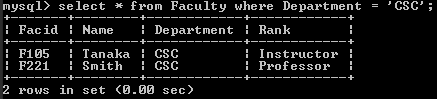 mysql> select * from Faculty where Department = 'CSC';
+-------+--------+------------+------------+
| Facid | Name   | Department | Rank       |
+-------+--------+------------+------------+
| F105  | Tanaka | CSC        | Instructor |
| F221  | Smith  | CSC        | Professor  |
+-------+--------+------------+------------+
2 rows in set (0.00 sec)